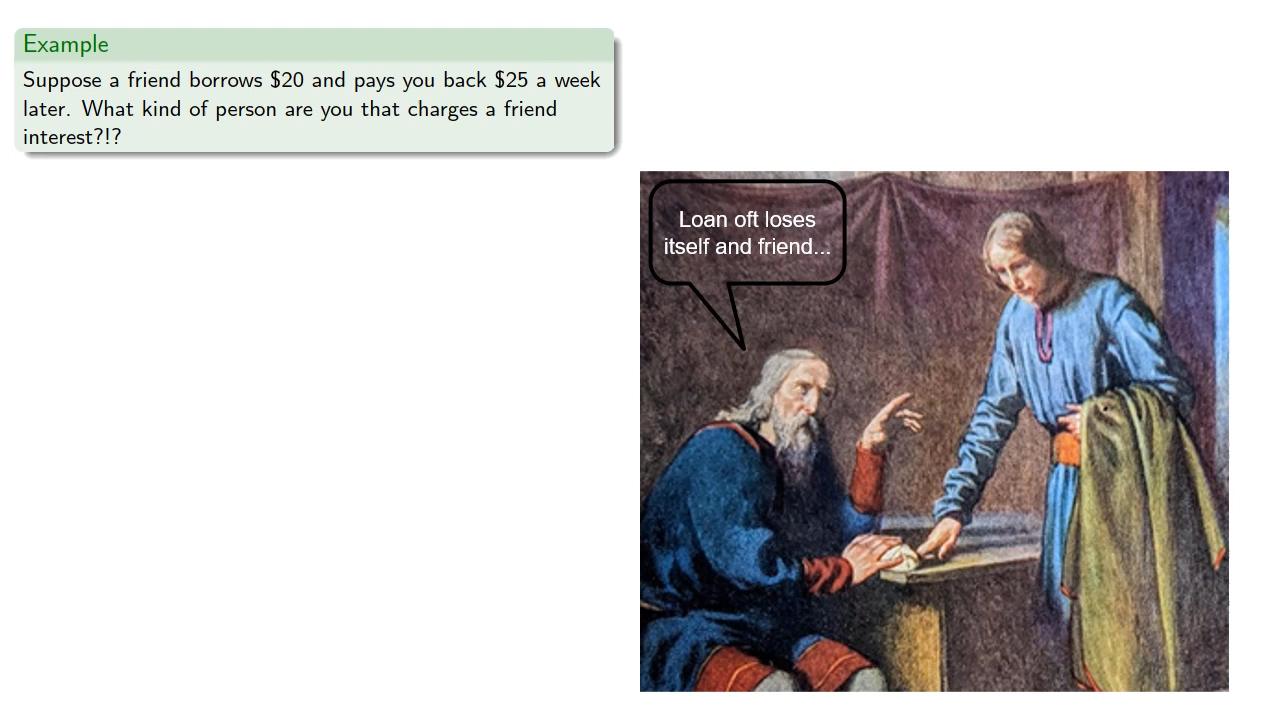 Example
Suppose a friend borrows $20 and pays you back $25 a week
later. What kind of person are you that charges a friend
interest?!?
Loan oft loses
itself and friend...